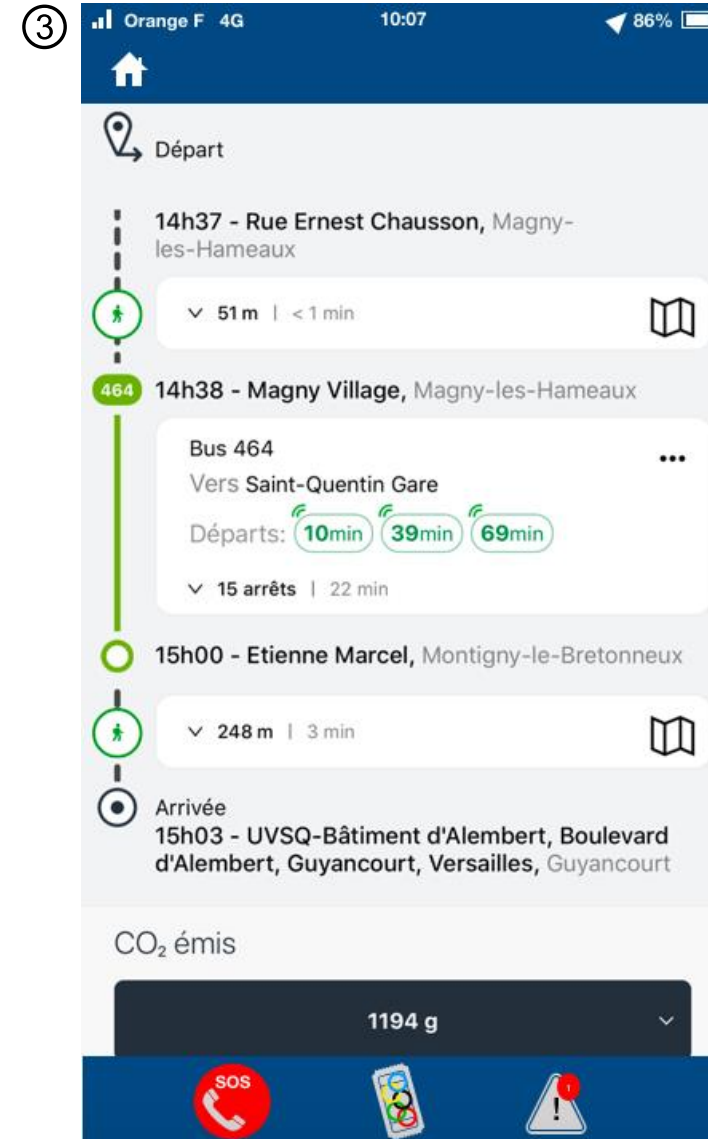 ③
Orange F 4G 10:07 86%
Départ
14h37 - Rue Ernest Chausson, Magny-
les-Hameaux
51 m | < 1 min
464 14h38 - Magny Village, Magny-les-Hameaux
Bus 464
Vers Saint-Quentin Gare
Départs: 10min 39min 69min
15 arrêts | 22 min
15h00 - Etienne Marcel, Montigny-le-Bretonneux
248 m | 3 min
Arrivée
15h03 - UVSQ-Bâtiment d'Alembert, Boulevard
d'Alembert, Guyancourt, Versailles, Guyancourt
CO₂ émis
1194 g
SOS
! 1